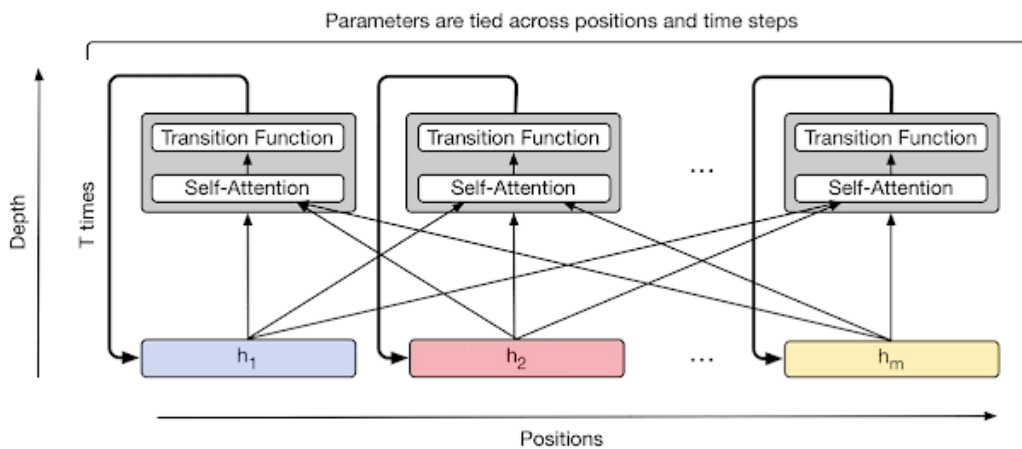 Parameters are tied across positions and time steps
Depth
T times
Transition Function
Self-Attention
Transition Function
Self-Attention
...
Transition Function
Self-Attention
h1
h2
...
hm
Positions